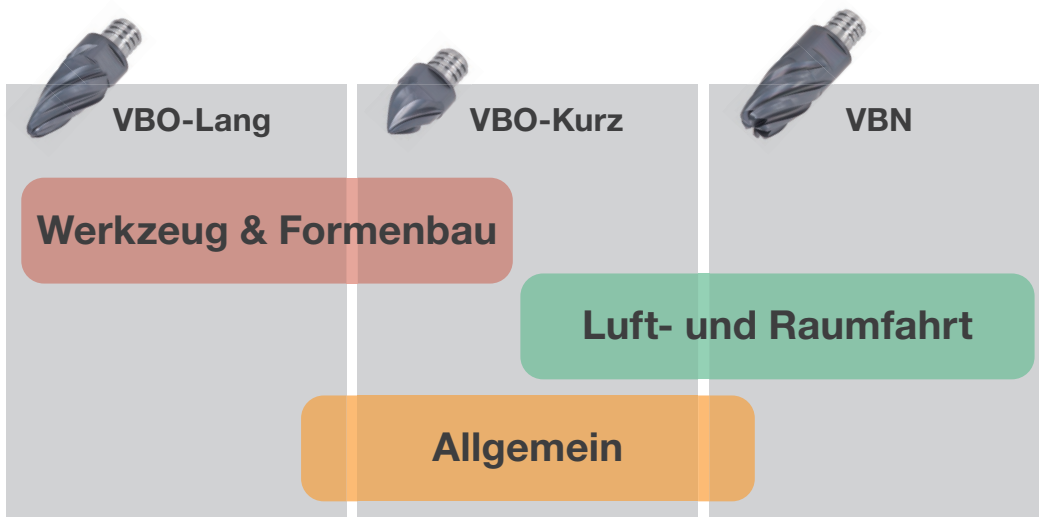 VBO-Lang
VBO-Kurz
VBN
Werkzeug & Formenbau
Luft- und Raumfahrt
Allgemein